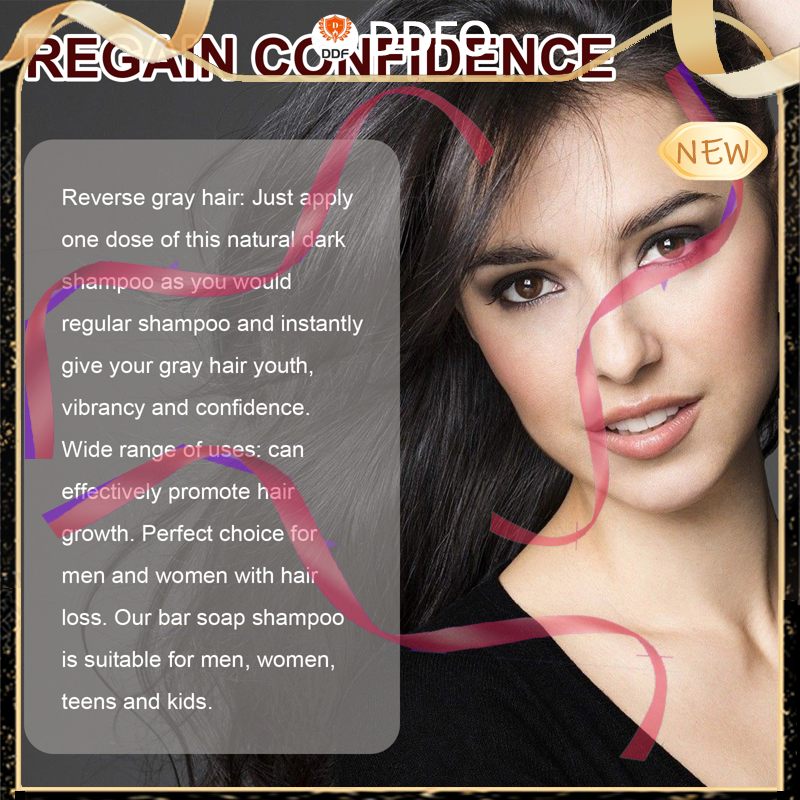 DDFO
DDF
REGAIN CONFIDENCE
NEW
Reverse gray hair: Just apply
one dose of this natural dark
shampoo as you would
regular shampoo and instantly
give your gray hair youth,
vibrancy and confidence.
Wide range of uses: can
effectively promote hair
growth. Perfect choice for
men and women with hair
loss. Our bar soap shampoo
is suitable for men, women,
teens and kids.